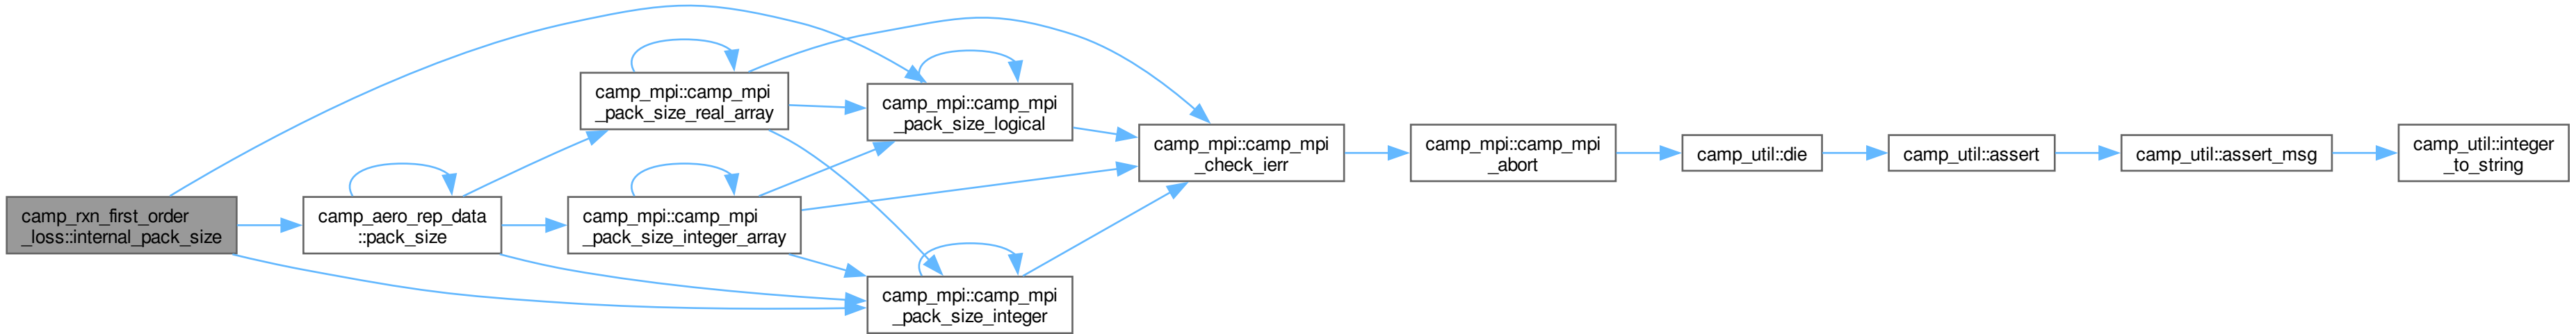 camp_rxn_first_order
_loss::internal_pack_size
camp_aero_rep_data
::pack_size
camp_mpi::camp_mpi
_pack_size_real_array
camp_mpi::camp_mpi
_pack_size_integer_array
camp_mpi::camp_mpi
_pack_size_logical
camp_mpi::camp_mpi
_pack_size_integer
camp_mpi::camp_mpi
_check_ierr
camp_mpi::camp_mpi
_abort
camp_util::die
camp_util::assert
camp_util::assert_msg
camp_util::integer
_to_string